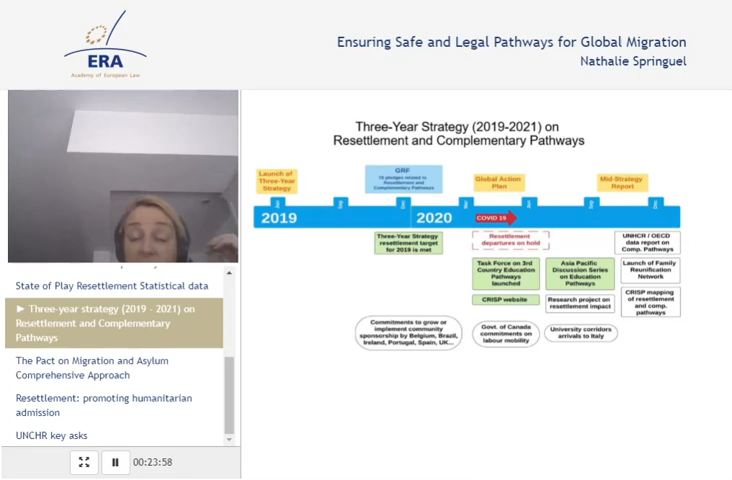 ERA
Academy of European Law
Ensuring Safe and Legal Pathways for Global Migration
Nathalie Springuel
State of Play Resettlement Statistical data
► Three-year strategy (2019 - 2021) on
Resettlement and Complementary
Pathways
The Pact on Migration and Asylum
Comprehensive Approach
Resettlement: promoting humanitarian
admission
UNCHR key asks
00:23:58
Three-Year Strategy (2019-2021) on
Resettlement and Complementary Pathways
Launch of
Three-Year
Strategy
GRF
pledges related to
Resettlement and
Complementary Pathways
Global Action
Plan
Mid-Strategy
Report
2019
2020
COVID 19
Three-Year Strategy
resettlement target
for 2019 is met
Resettlement
departures on hold
UNHCR / OECD
data report on
Comp. Pathways
Task Force on 3rd
Country Education
Pathways
launched
Asia Pacific
Discussion Series
on Education
Pathways
Launch of Family
Reunification
Network
CRISP website
Research project on
resettlement impact
CRISP mapping
of resettlement
and comp.
pathways
Commitments to grow or
implement community
sponsorship by Belgium, Brazil,
Ireland, Portugal, Spain, UK...
Govt. of Canada
commitments on
labour mobility
University corridors
arrivals to Italy